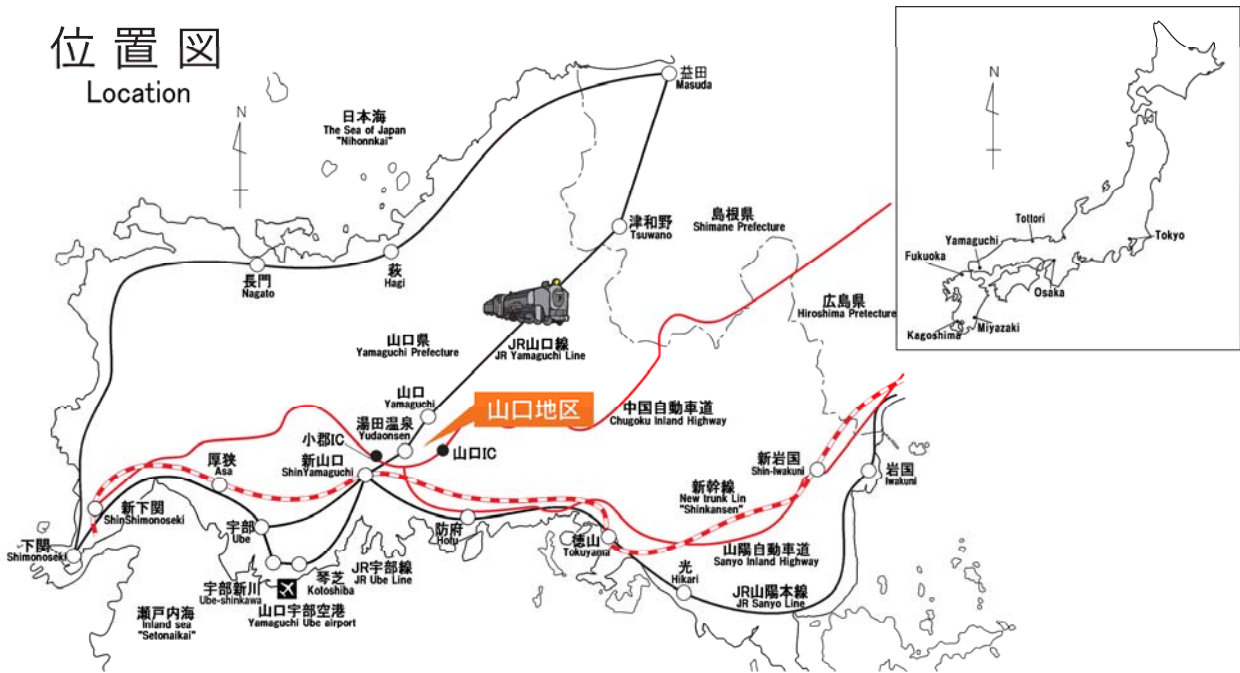 位置図
Location
N
日本海
The Sea of Japan
"Nihonnkai"
益田
Masuda
津和野
Tsuwano
島根県
Shimane Prefecture
長門
Nagato
萩
Hagi
広島県
Hiroshima Pretecture
山口県
Yamaguchi Prefecture
JR山口線
JR Yamaguchi Line
山口
Yamaguchi
山口地区
中国自動車道
Chugoku Inland Highway
湯田温泉
Yudaonsen
小郡IC
山口IC
新山口
ShinYamaguchi
厚狭
Asa
新岩国
Shin-Iwakuni
岩国
Iwakuni
新幹線
New trunk Lin
"Shinkansen"
新下関
ShinShimonoseki
宇部
Ube
防府
Hofu
徳山
Tokuyama
下関
Shimonoseki
山陽自動車道
Sanyo Inland Highway
JR宇部線
JR Ube Line
琴芝
Kotoshiba
宇部新川
Ube-shinkawa
光
Hikari
JR山陽本線
JR Sanyo Line
山口宇部空港
Yamaguchi Ube airport
瀬戸内海
Inland sea
"Setonaikai"
N
Tottori
Yamaguchi
Tokyo
Fukuoka
Osaka
Miyazaki
Kagoshima